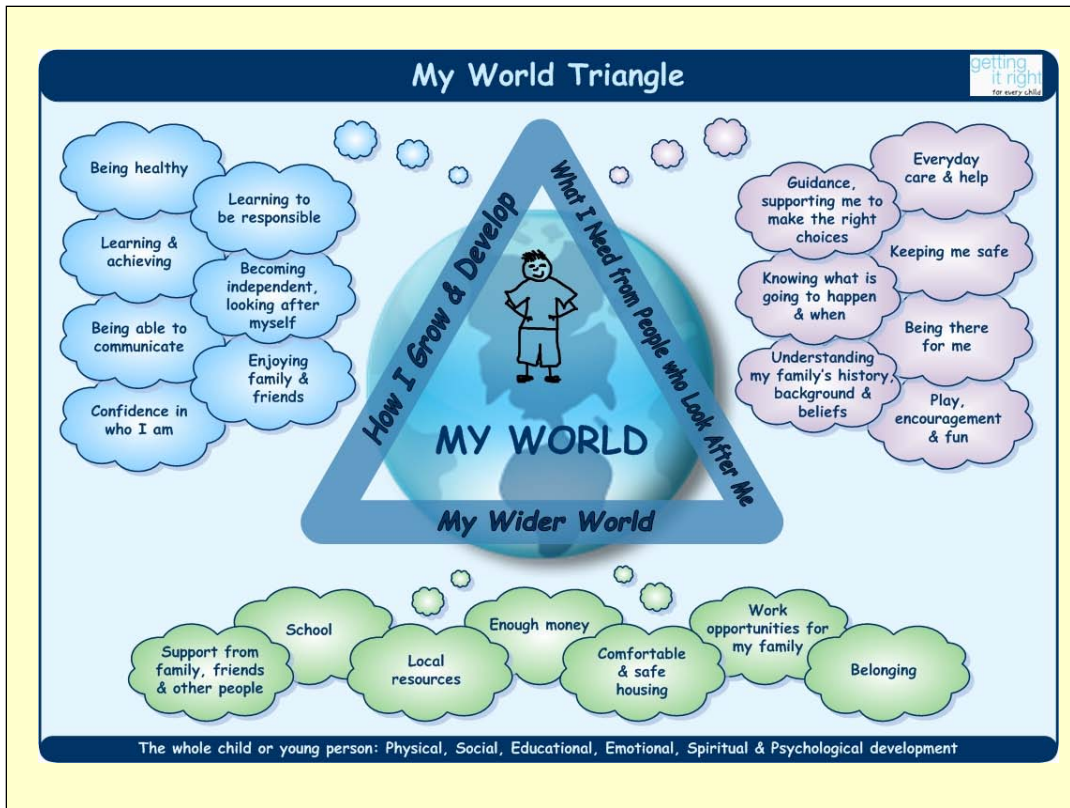 My World Triangle
getting
it right
for every child
Being healthy
Learning to
be responsible
Learning &
achieving
Becoming
independent,
looking after
myself
Being able to
communicate
Enjoying
family &
friends
Confidence in
who I am
How I Grow & Develop
What I Need from People who Look After Me
MY WORLD
My Wider World
Everyday
care & help
Guidance,
supporting me to
make the right
choices
Keeping me safe
Knowing what is
going to happen
& when
Being there
for me
Understanding
my family's history,
background &
beliefs
Play,
encouragement
& fun
Support from
family, friends
& other people
School
Local
resources
Enough money
Comfortable
& safe
housing
Work
opportunities for
my family
Belonging
The whole child or young person: Physical, Social, Educational, Emotional, Spiritual & Psychological development